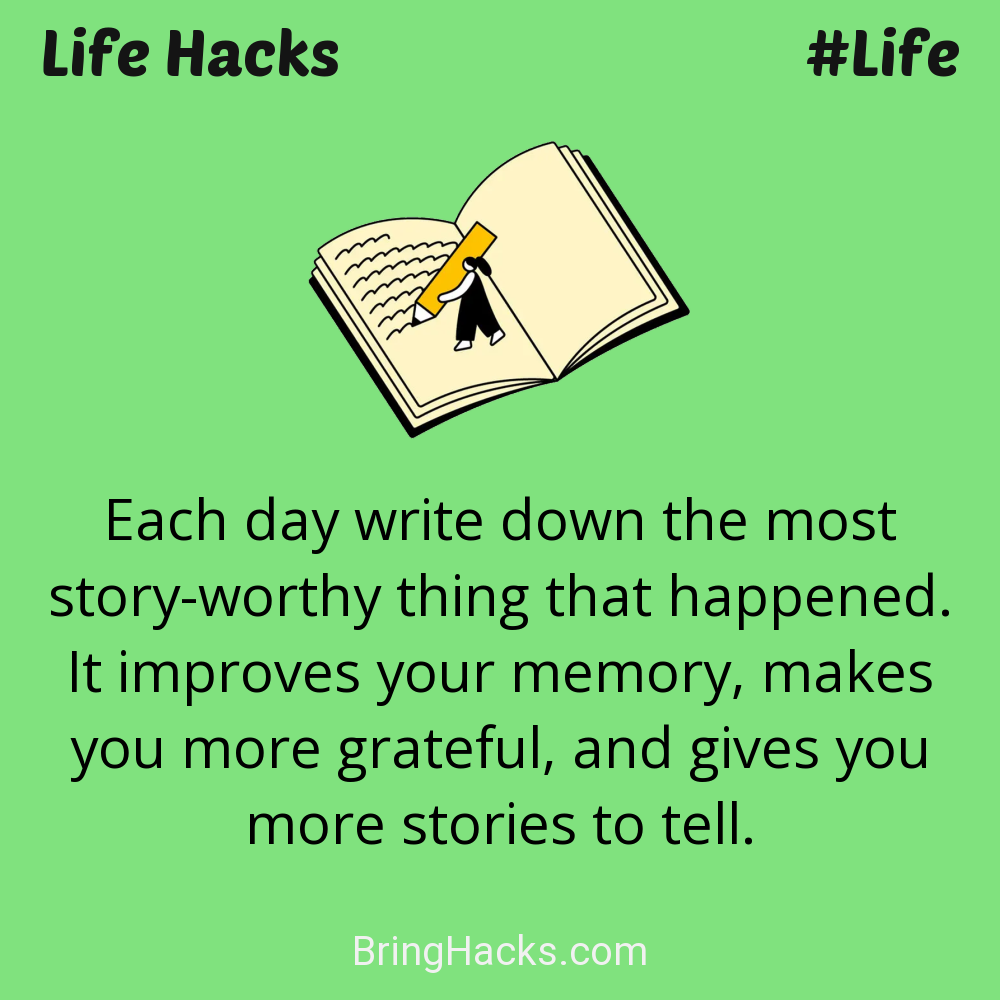 Life Hacks
#Life
Each day write down the most
story-worthy thing that happened.
It improves your memory, makes
you more grateful, and gives you
more stories to tell.
BringHacks.com